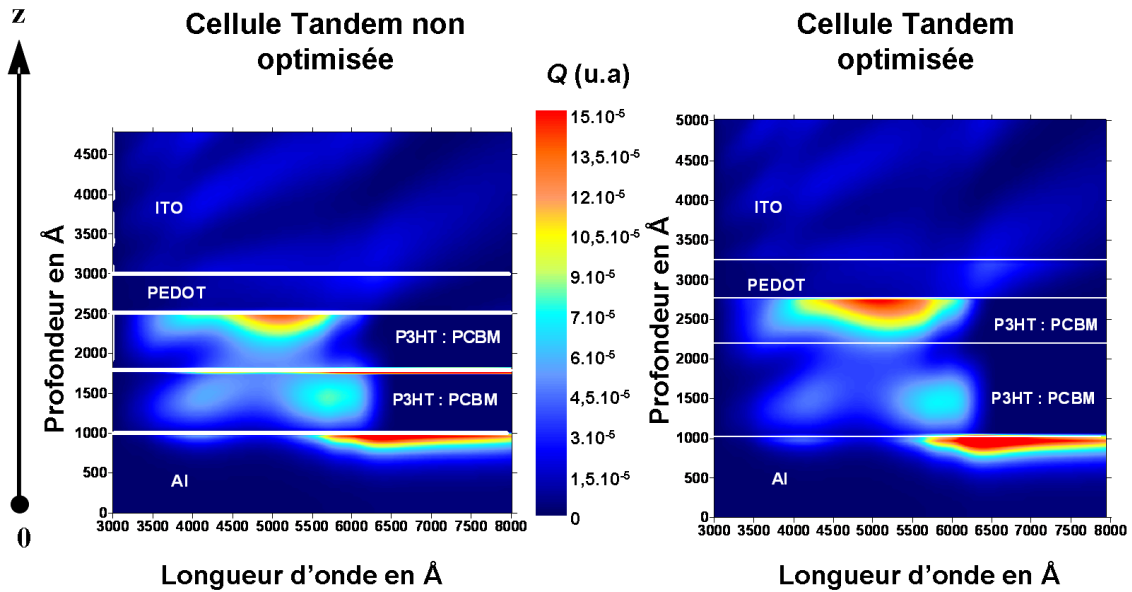 z
0
Cellule Tandem non
optimisée
Profondeur en Å
4500
4000
3500
3000
2500
2000
1500
1000
500
0
ITO
PEDOT
P3HT : PCBM
P3HT : PCBM
Al
3000 3500 4000 4500 5000 5500 6000 6500 7000 7500 8000
Longueur d'onde en Å
Q (u.a)
15.10-5
13,5.10-5
12.10-5
10,5.10-5
9.10-5
7.10-5
6.10-5
4,5.10-5
3.10-5
1,5.10-5
0
Cellule Tandem
optimisée
Profondeur en Å
5000
4500
4000
3500
3000
2500
2000
1500
1000
500
0
ITO
PEDOT
P3HT : PCBM
P3HT : PCBM
Al
3000 3500 4000 4500 5000 5500 6000 6500 7000 7500 8000
Longueur d'onde en Å